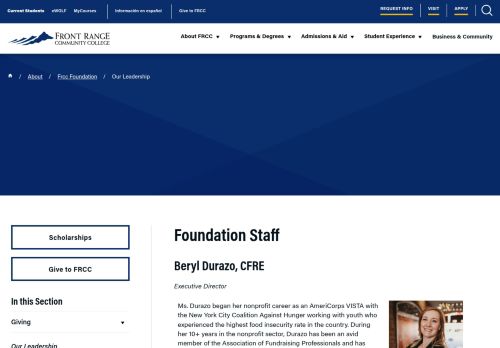 Current Students eWOLF MyCourses Información en español Give to FRCC REQUEST INFO VISIT APPLY
FRONT RANGE
COMMUNITY COLLEGE
About FRCC Programs & Degrees Admissions & Aid Student Experience Business & Community
/ About / Frcc Foundation / Our Leadership
Scholarships
Give to FRCC
In this Section
Giving
Our Leadership
Foundation Staff
Beryl Durazo, CFRE
Executive Director
Ms. Durazo began her nonprofit career as an AmeriCorps VISTA with
the New York City Coalition Against Hunger working with youth who
experienced the highest food insecurity rate in the country. During
her 10+ years in the nonprofit sector, Durazo has been an avid
member of the Association of Fundraising Professionals and has